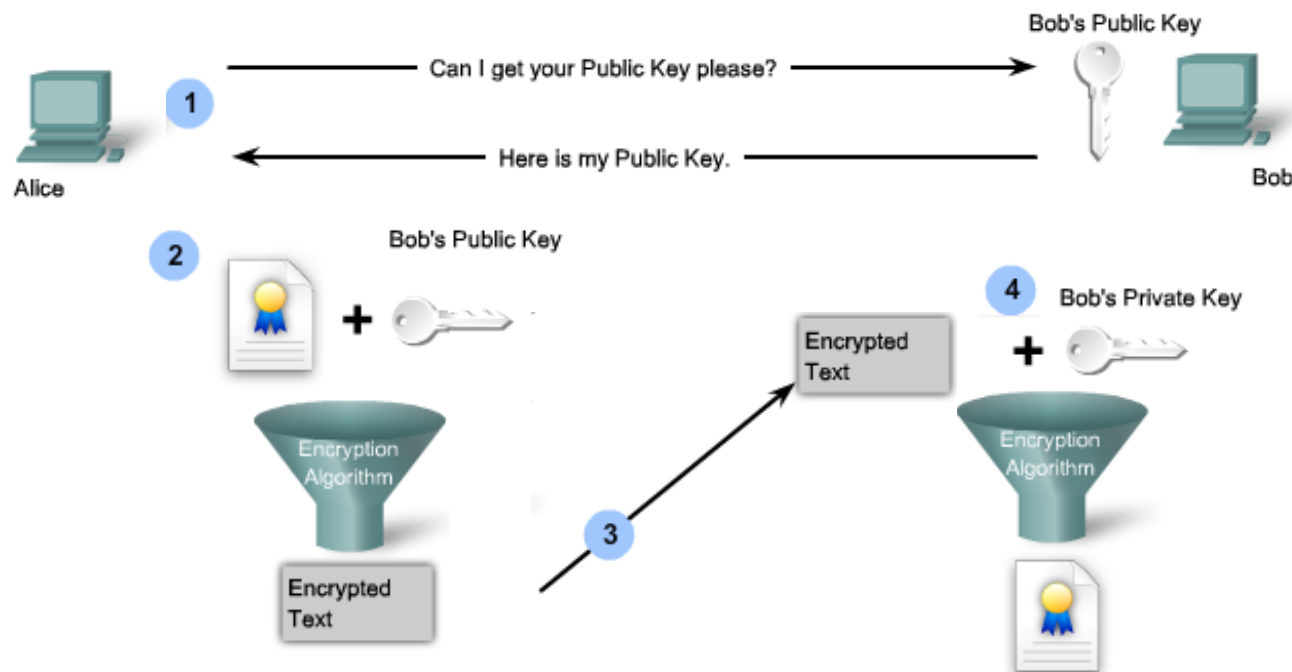 Bob's Public Key
Can I get your Public Key please?
1
Here is my Public Key.
Alice
Bob
2
Bob's Public Key
4
Bob's Private Key
Encrypted
Text
Encryption
Algorithm
Encryption
Algorithm
3
Encrypted
Text